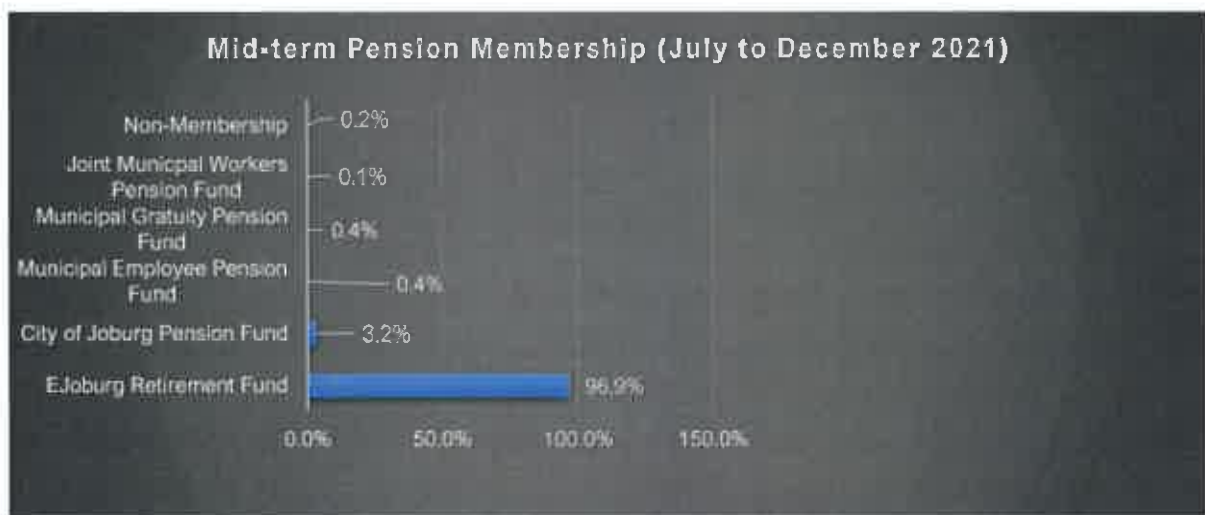 Mid-term Pension Membership (July to December 2021)
Non-Membership
0.2%
Joint Municpal Workers
Pension Fund
0.1%
Municipal Gratuity Pension
Fund
0.4%
Municipal Employee Pension
Fund
0.4%
City of Joburg Pension Fund
3.2%
EJoburg Retirement Fund
96.9%
0.0%
50.0%
100.0%
150.0%